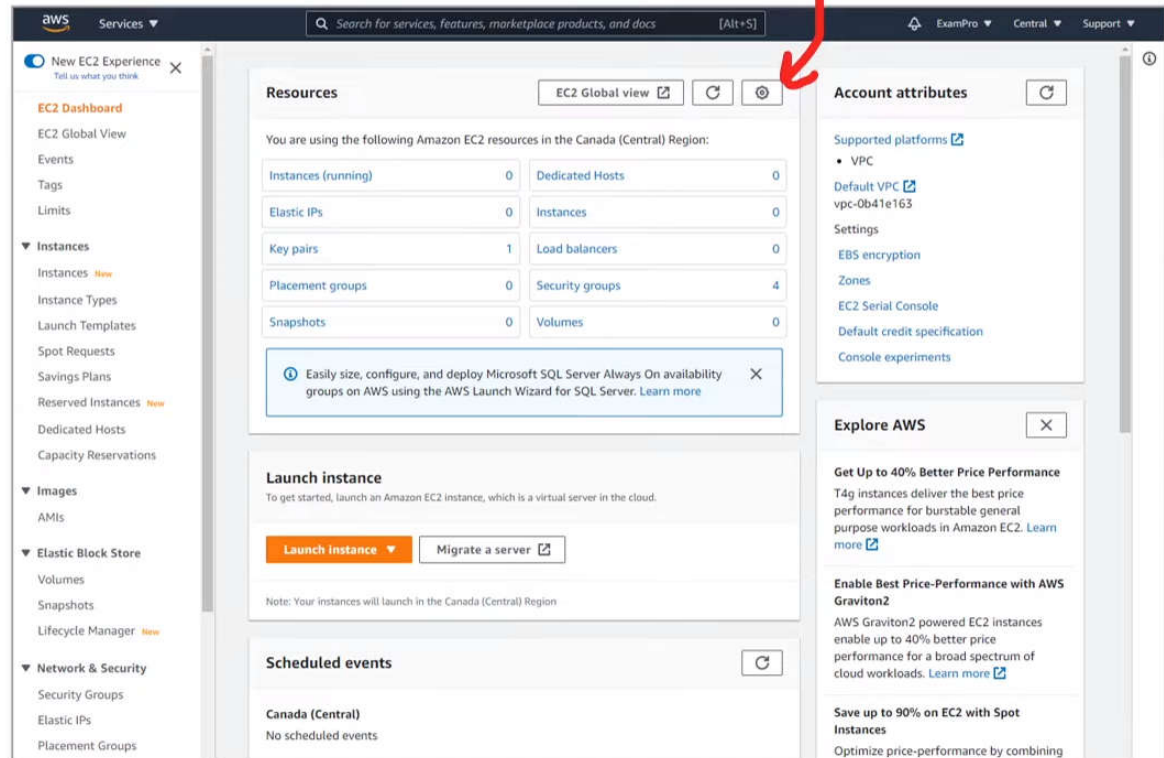 aws
Services ▼
Search for services, features, marketplace products, and docs
[Alt+S]
ExamPro ▼
Central ▼
Support ▼
New EC2 Experience
Tell us what you think
EC2 Dashboard
EC2 Global View
Events
Tags
Limits
▼ Instances
Instances New
Instance Types
Launch Templates
Spot Requests
Savings Plans
Reserved Instances New
Dedicated Hosts
Capacity Reservations
▼ Images
AMIs
▼ Elastic Block Store
Volumes
Snapshots
Lifecycle Manager New
▼ Network & Security
Security Groups
Elastic IPs
Placement Groups
Resources
EC2 Global view
You are using the following Amazon EC2 resources in the Canada (Central) Region:
Instances (running) 0
Dedicated Hosts 0
Elastic IPs 0
Instances 0
Key pairs 1
Load balancers 0
Placement groups 0
Security groups 4
Snapshots 0
Volumes 0
Easily size, configure, and deploy Microsoft SQL Server Always On availability
groups on AWS using the AWS Launch Wizard for SQL Server. Learn more
Launch instance
To get started, launch an Amazon EC2 instance, which is a virtual server in the cloud.
Launch instance ▼
Migrate a server
Note: Your instances will launch in the Canada (Central) Region
Scheduled events
Canada (Central)
No scheduled events
Account attributes
Supported platforms
• VPC
Default VPC
vpc-0b41e163
Settings
EBS encryption
Zones
EC2 Serial Console
Default credit specification
Console experiments
Explore AWS
Get Up to 40% Better Price Performance
T4g instances deliver the best price
performance for burstable general
purpose workloads in Amazon EC2. Learn
more
Enable Best Price-Performance with AWS
Graviton2
AWS Graviton2 powered EC2 instances
enable up to 40% better price
performance for a broad spectrum of
cloud workloads. Learn more
Save up to 90% on EC2 with Spot
Instances
Optimize price-performance by combining